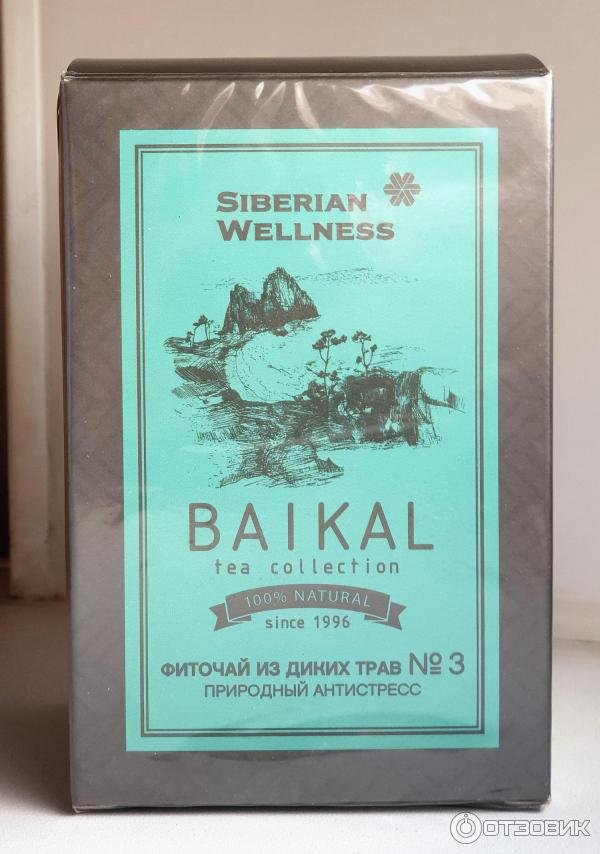 SIBERIAN
WELLNESS
BAIKAL
tea collection
100% NATURAL
since 1996
ФИТОЧАЙ ИЗ ДИКИХ ТРАВ № 3
ПРИРОДНЫЙ АНТИСТРЕСС
ОТЗОВИК